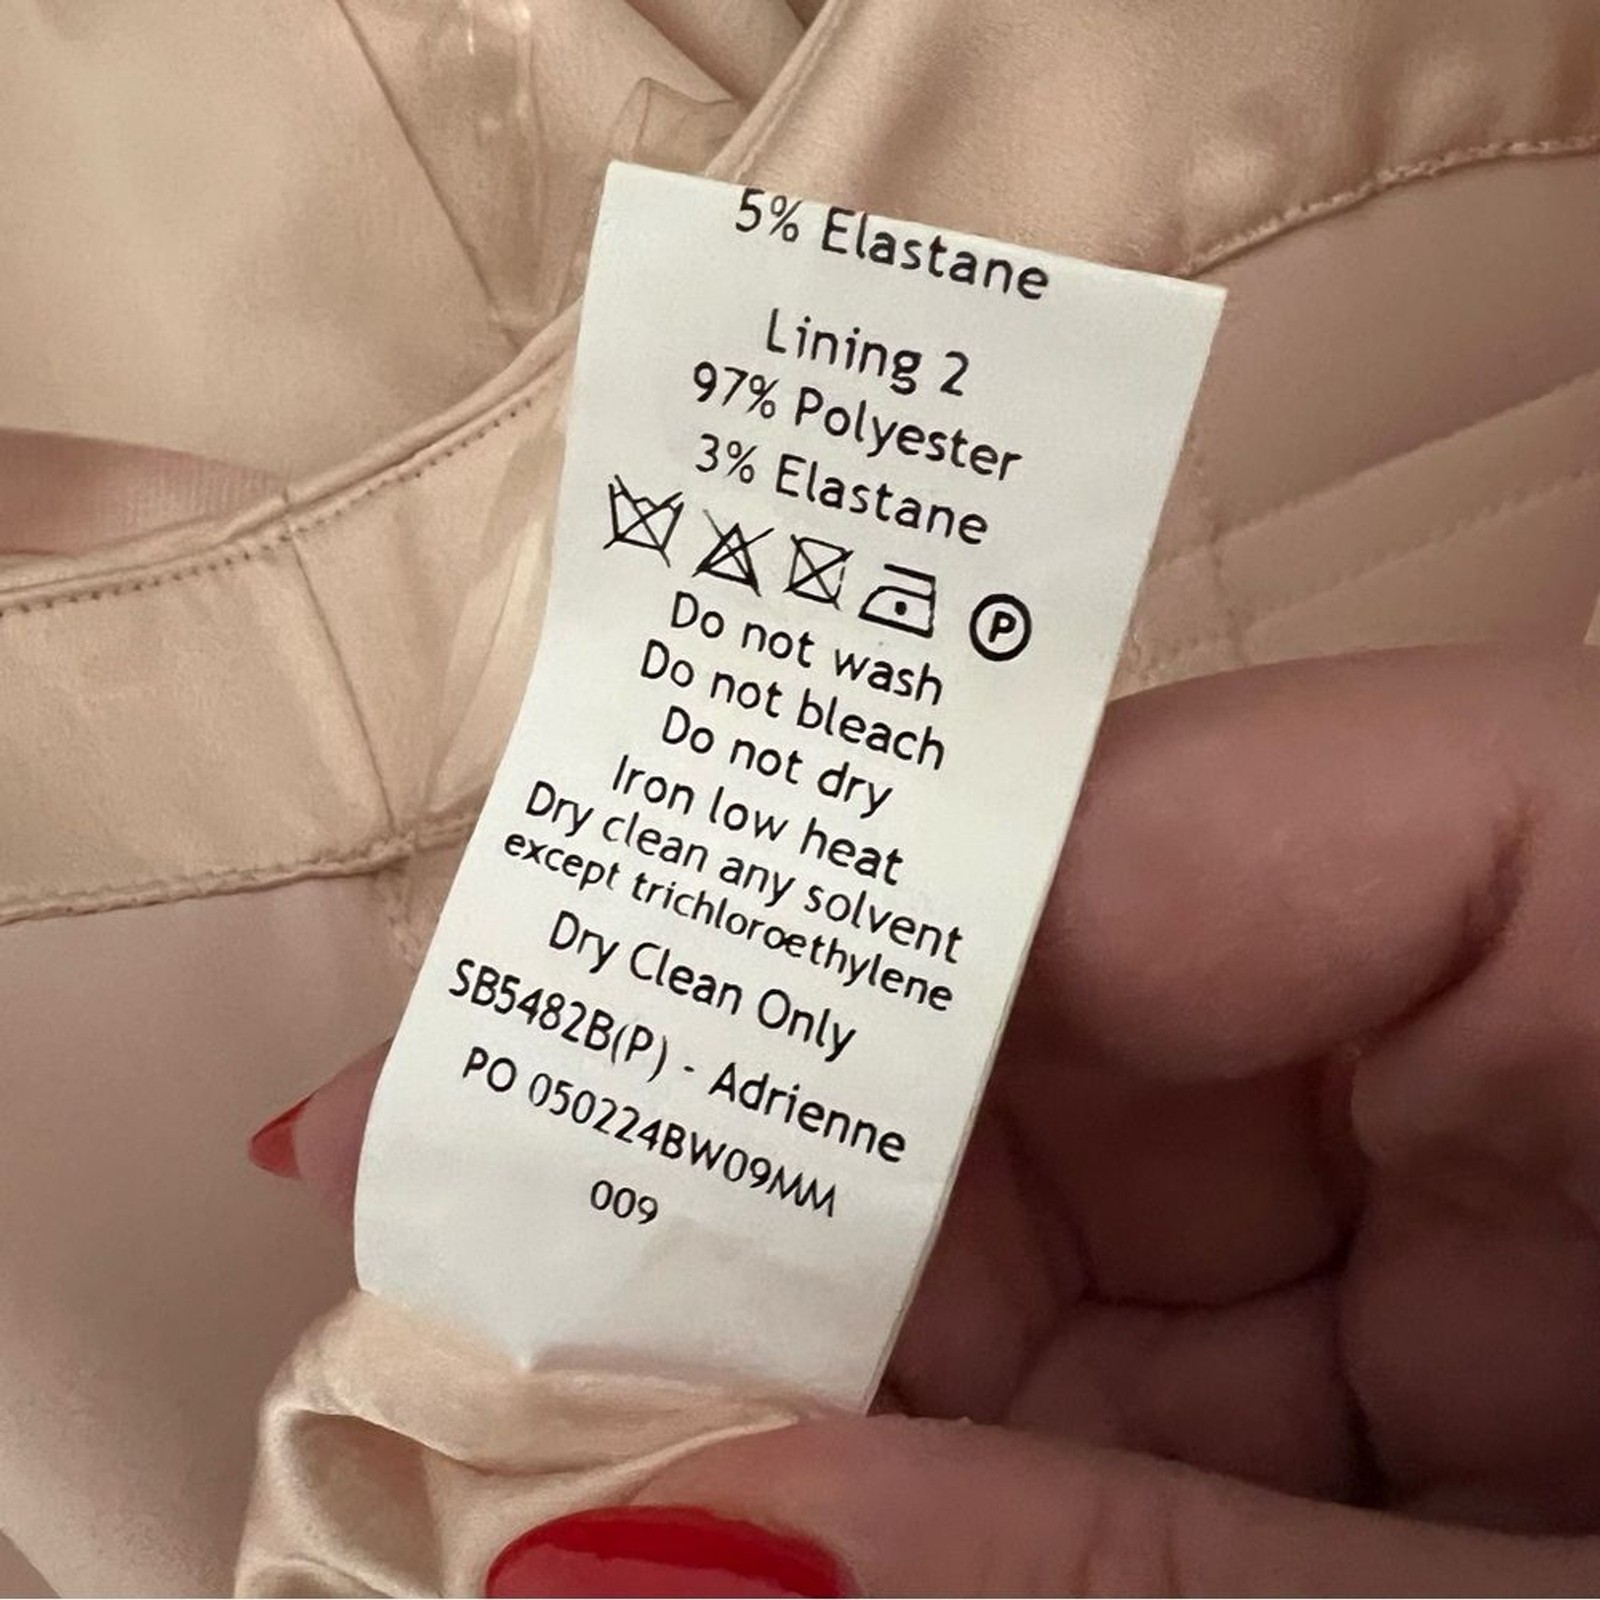 5% Elastane
Lining 2
97% Polyester
3% Elastane
P
Do not wash
Do not bleach
Do not dry
Iron low heat
Dry clean any solvent
except trichloroethylene
Dry Clean Only
SB5482B(P) - Adrienne
PO 050224BW09MM
009